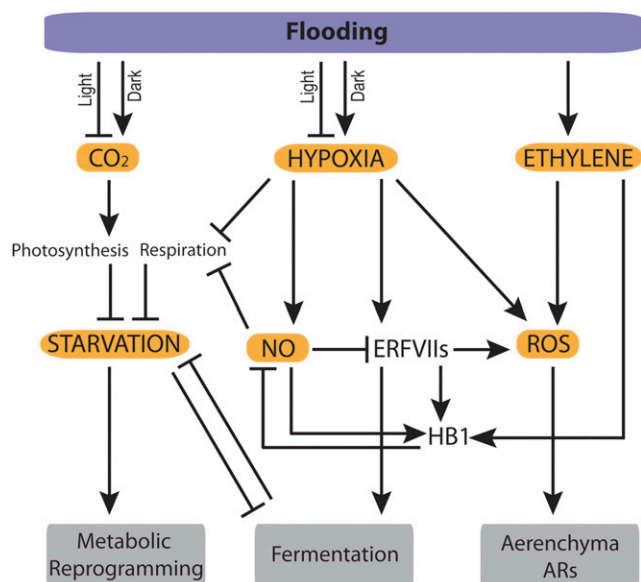 Flooding
Light
Dark
Light
Dark
CO₂
HYPOXIA
ETHYLENE
Photosynthesis
Respiration
STARVATION
NO
ERFVIIs
ROS
HB1
Metabolic
Reprogramming
Fermentation
Aerenchyma
ARs